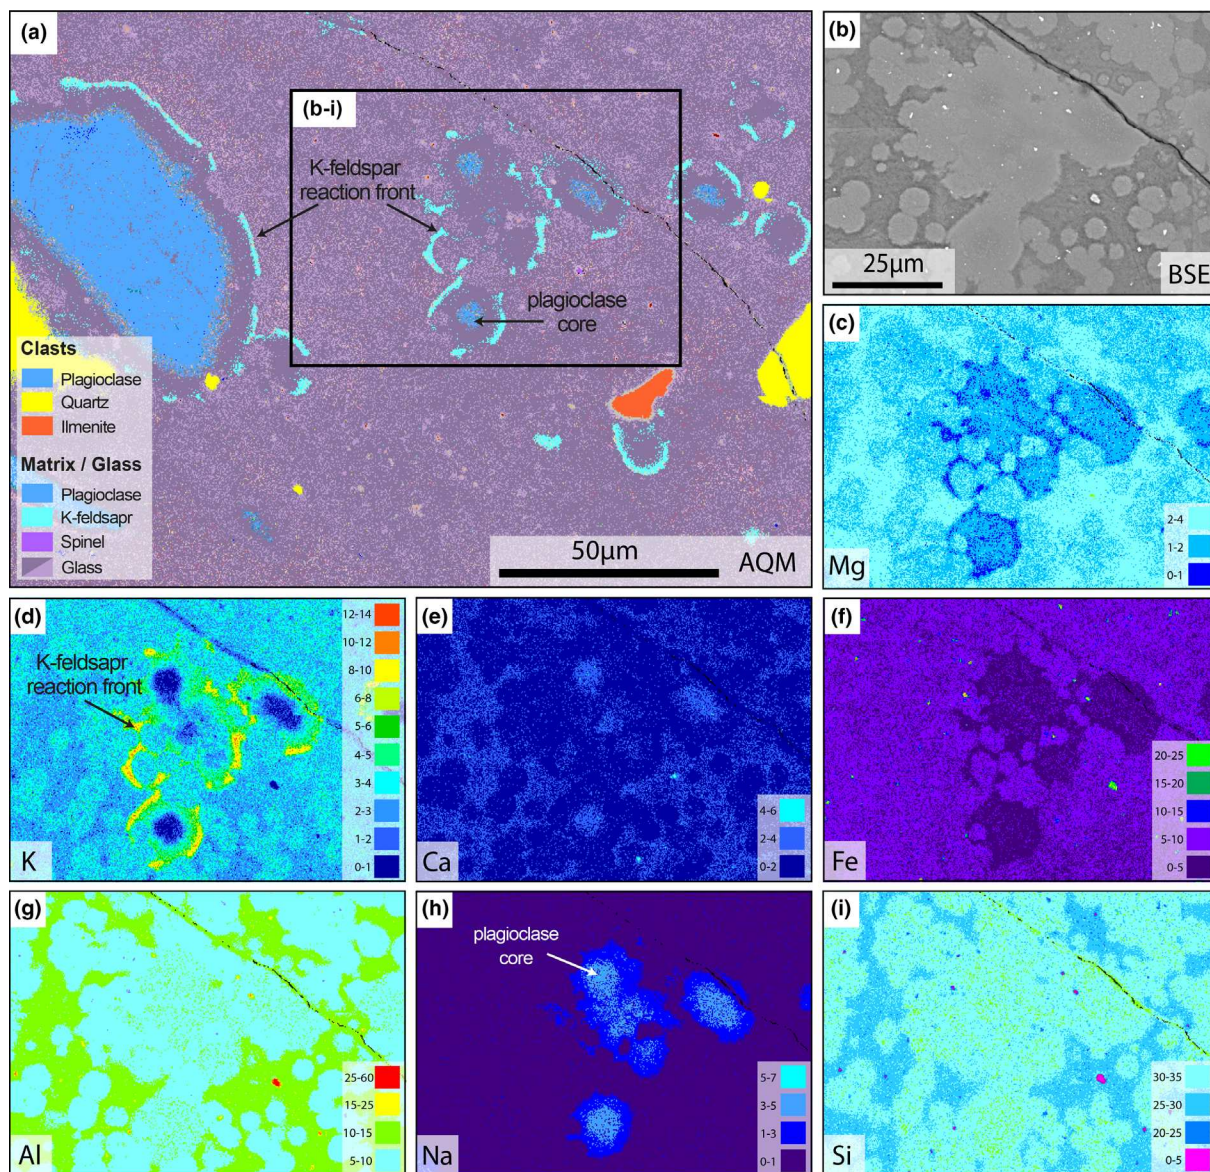 (a)
(b-i)
K-feldspar
reaction front
plagioclase
core
Clasts
Plagioclase
Quartz
Ilmenite
Matrix / Glass
Plagioclase
K-feldsapr
Spinel
Glass
50μm
AQM
(b)
25μm
BSE
(c)
2-4
1-2
0-1
Mg
(d)
K-feldsapr
reaction front
12-14
10-12
8-10
6-8
5-6
4-5
3-4
2-3
1-2
0-1
K
(e)
4-6
2-4
0-2
Ca
(f)
20-25
15-20
10-15
5-10
0-5
Fe
(g)
25-60
15-25
10-15
5-10
Al
(h)
plagioclase
core
5-7
3-5
1-3
0-1
Na
(i)
30-35
25-30
20-25
0-5
Si